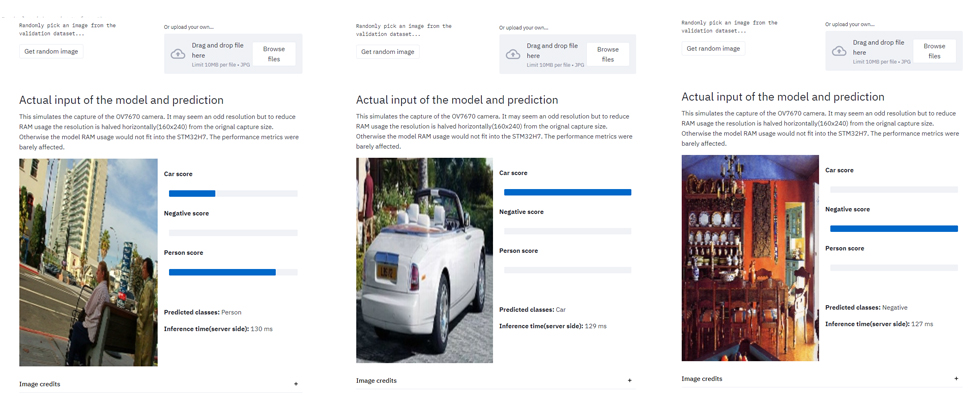 Randomly pick an image from the
validation dataset...
Get random image
Or upload your own...
Drag and drop file
here
Limit 10MB per file • JPG
Browse
files
Actual input of the model and prediction
This simulates the capture of the OV7670 camera. It may seem an odd resolution but to reduce
RAM usage the resolution is halved horizontally(160x240) from the orignal capture size.
Otherwise the model RAM usage would not fit into the STM32H7. The performance metrics were
barely affected.
Car score
Negative score
Person score
Predicted classes: Person
Inference time(server side): 130 ms
Image credits
+
Randomly pick an image from the
validation dataset...
Get random image
Or upload your own...
Drag and drop file
here
Limit 10MB per file • JPG
Browse
files
Actual input of the model and prediction
This simulates the capture of the OV7670 camera. It may seem an odd resolution but to reduce
RAM usage the resolution is halved horizontally(160x240) from the orignal capture size.
Otherwise the model RAM usage would not fit into the STM32H7. The performance metrics were
barely affected.
Car score
Negative score
Person score
Predicted classes: Car
Inference time(server side): 129 ms
Image credits
+
Randomly pick an image from the
validation dataset...
Get random image
Or upload your own...
Drag and drop file
here
Limit 10MB per file • JPG
Browse
files
Actual input of the model and prediction
This simulates the capture of the OV7670 camera. It may seem an odd resolution but to reduce
RAM usage the resolution is halved horizontally(160x240) from the orignal capture size.
Otherwise the model RAM usage would not fit into the STM32H7. The performance metrics were
barely affected.
Car score
Negative score
Person score
Predicted classes: Negative
Inference time(server side): 127 ms
Image credits
+